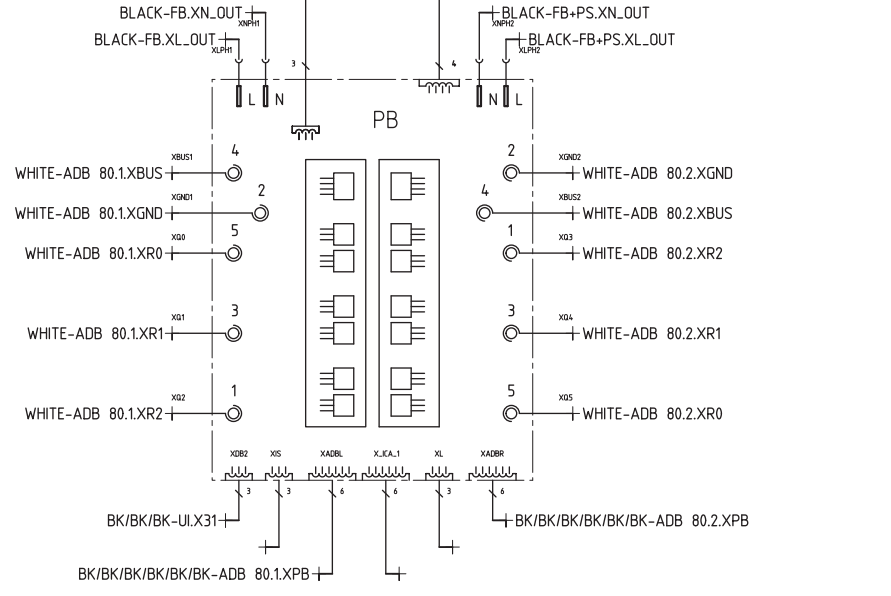 BLACK-FB.XN_OUT
XNPH1
XNPH2
BLACK-FB+PS.XN_OUT
BLACK-FB.XL_OUT
XLPH1
XLPH2
BLACK-FB+PS.XL_OUT
3
4
L N
N L
PB
4
2
XBUS1
XGND2
WHITE-ADB 80.1.XBUS
WHITE-ADB 80.2.XGND
2
4
XGND1
XBUS2
WHITE-ADB 80.1.XGND
WHITE-ADB 80.2.XBUS
5
1
XQ0
XQ3
WHITE-ADB 80.1.XR0
WHITE-ADB 80.2.XR2
3
3
XQ1
XQ4
WHITE-ADB 80.1.XR1
WHITE-ADB 80.2.XR1
1
5
XQ2
XQ5
WHITE-ADB 80.1.XR2
WHITE-ADB 80.2.XR0
XDB2 XIS XADBL X_ICA_1 XL XADBR
3 3 6 6 3 6
BK/BK/BK-UI.X31
BK/BK/BK/BK/BK/BK-ADB 80.2.XPB
BK/BK/BK/BK/BK/BK-ADB 80.1.XPB